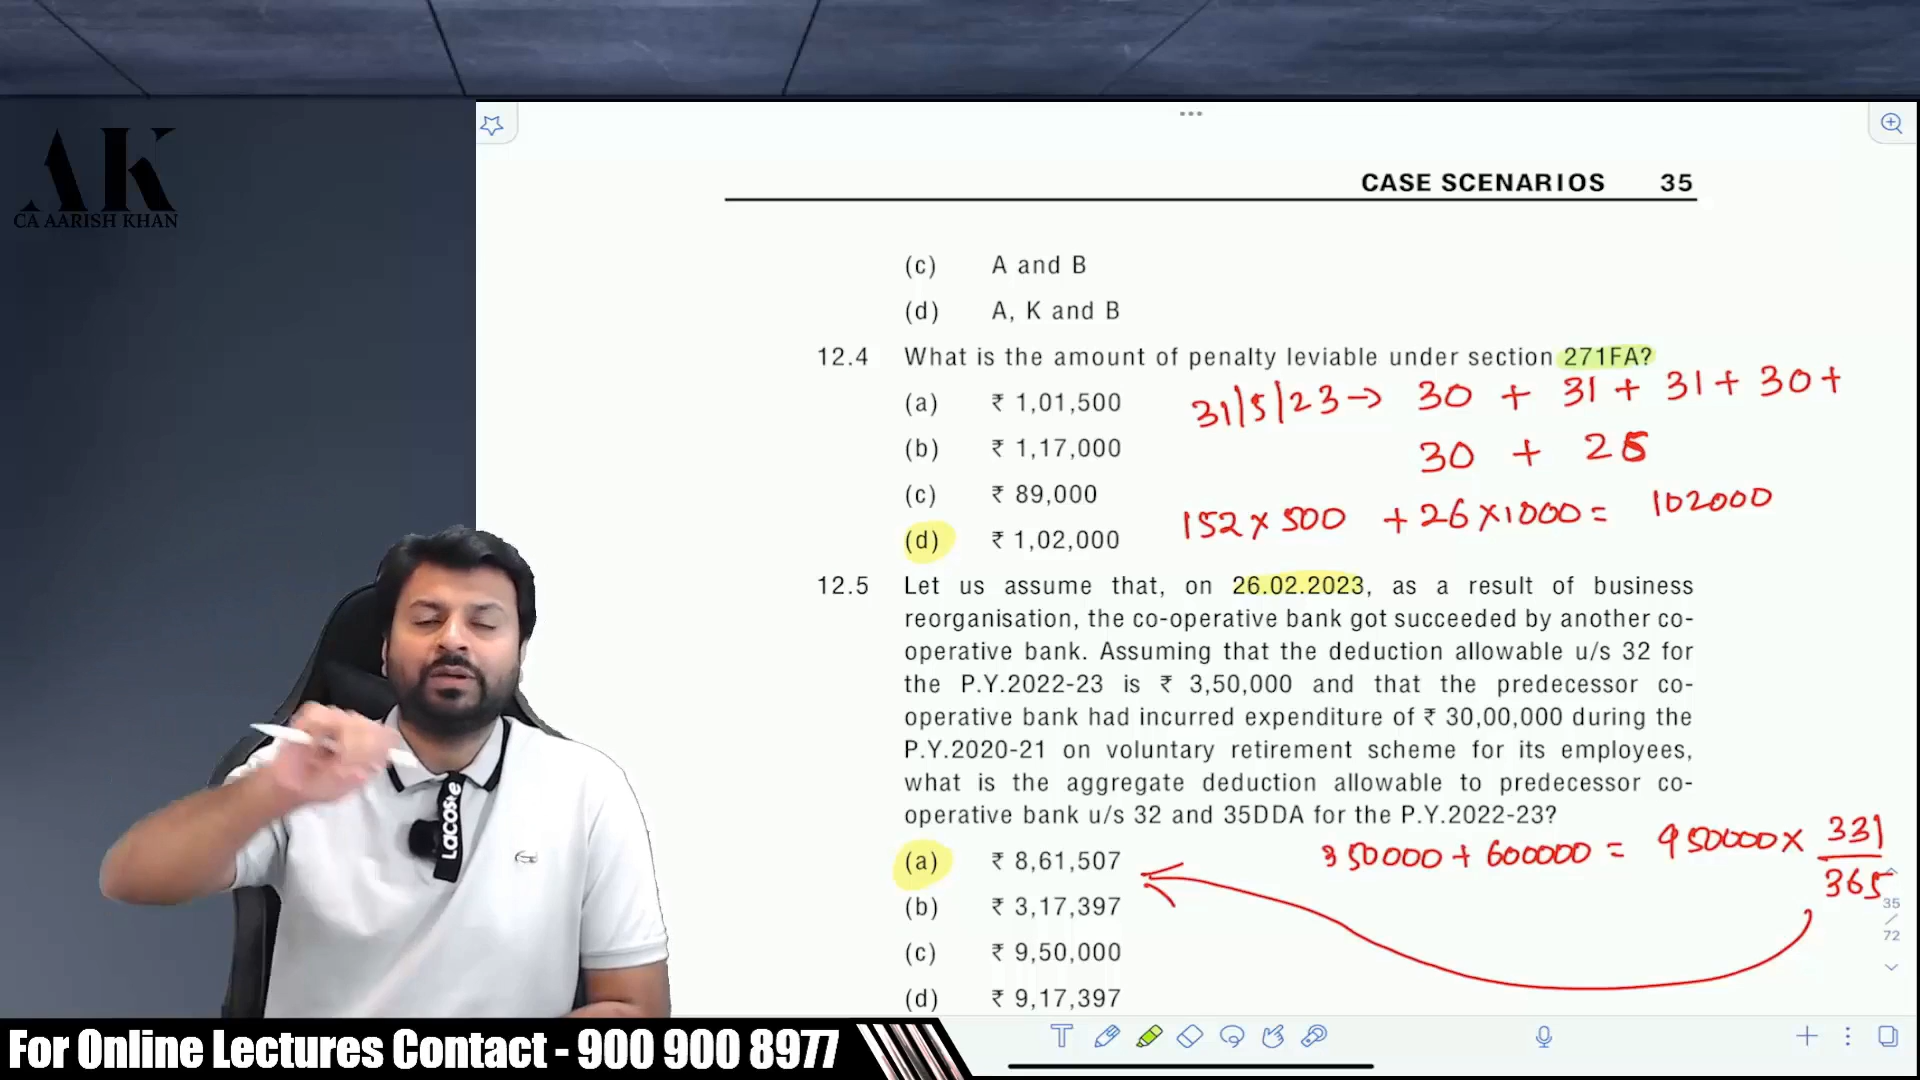 AK
CA AARISH KHAN
CASE SCENARIOS 35
(c) A and B
(d) A, K and B
12.4 What is the amount of penalty leviable under section 271FA?
(a) ₹ 1,01,500
31/5/23 → 30 + 31 + 31 + 30 +
(b) ₹ 1,17,000
30 + 26
(c) ₹ 89,000
152 × 500 + 26 × 1000 = 102000
(d) ₹ 1,02,000
12.5 Let us assume that, on 26.02.2023, as a result of business
reorganisation, the co-operative bank got succeeded by another co-
operative bank. Assuming that the deduction allowable u/s 32 for
the P.Y.2022-23 is ₹ 3,50,000 and that the predecessor co-
operative bank had incurred expenditure of ₹ 30,00,000 during the
P.Y.2020-21 on voluntary retirement scheme for its employees,
what is the aggregate deduction allowable to predecessor co-
operative bank u/s 32 and 35DDA for the P.Y.2022-23?
350000 + 600000 = 950000 × 331/365
(a) ₹ 8,61,507
(b) ₹ 3,17,397
(c) ₹ 9,50,000
(d) ₹ 9,17,397
35
/
72
LACOSTE
For Online Lectures Contact - 900 900 8977